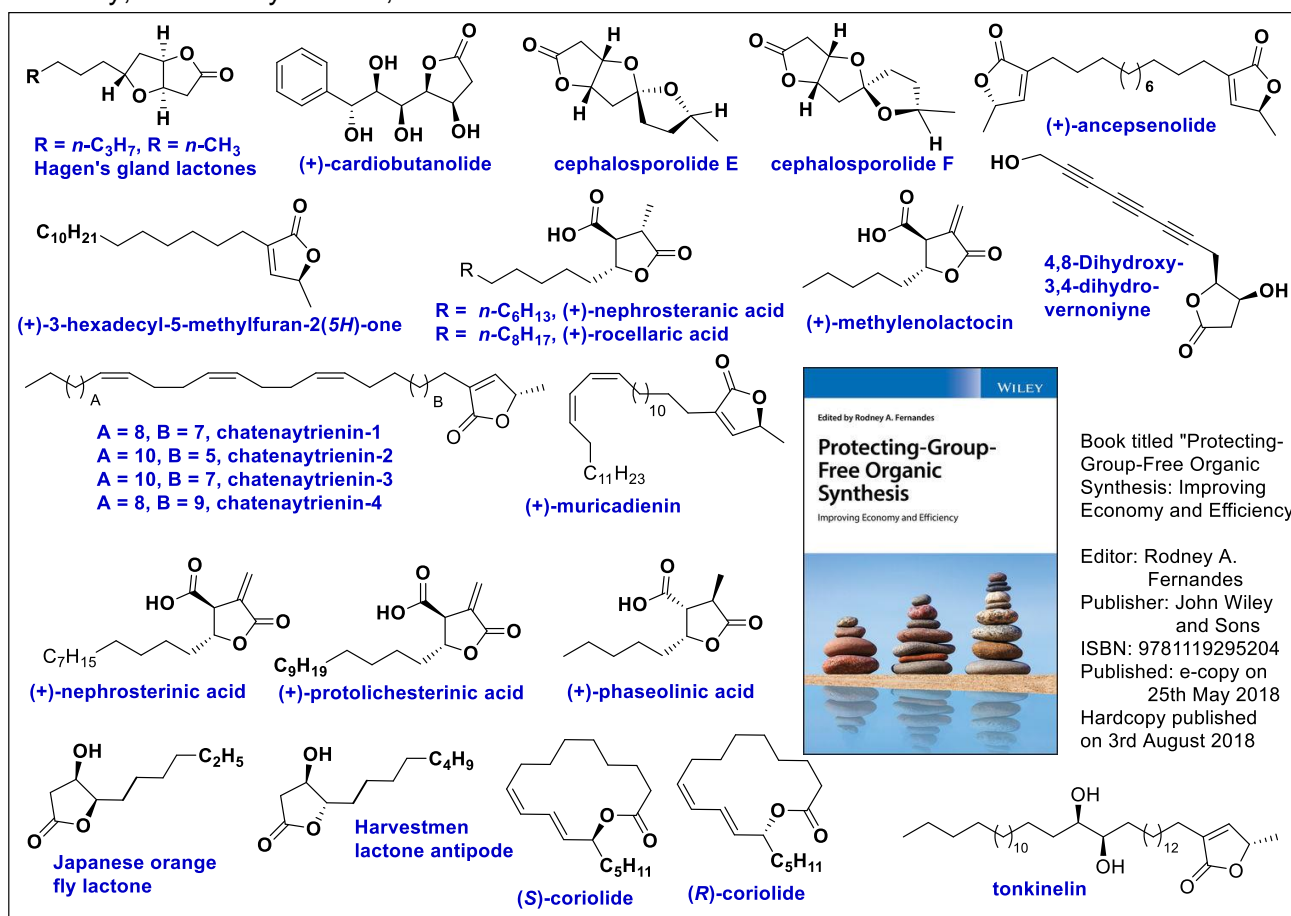 H
R
O
O
H
H
R = n-C3H7, R = n-CH3
Hagen's gland lactones
O
OH
O
OH
OH
OH
(+)-cardiobutanolide
O
O
H
O
O
H
H
cephalosporolide E
O
O
H
O
O
H
H
cephalosporolide F
O
O
6
O
O
(+)-ancepsenolide
C10H21
O
O
(+)-3-hexadecyl-5-methylfuran-2(5H)-one
O
HO
O
O
R
R = n-C6H13, (+)-nephrosteranic acid
R = n-C8H17, (+)-rocellaric acid
O
HO
O
O
(+)-methylenolactocin
HO
4,8-Dihydroxy-
3,4-dihydro-
vernoniyne
OH
O
O
A
B
O
O
A = 8, B = 7, chatenaytrienin-1
A = 10, B = 5, chatenaytrienin-2
A = 10, B = 7, chatenaytrienin-3
A = 8, B = 9, chatenaytrienin-4
10
O
O
C11H23
(+)-muricadienin
WILEY
Edited by Rodney A. Fernandes
Protecting-Group-
Free Organic
Synthesis
Improving Economy and Efficiency
Book titled "Protecting-
Group-Free Organic
Synthesis: Improving
Economy and Efficiency
Editor: Rodney A.
Fernandes
Publisher: John Wiley
and Sons
ISBN: 9781119295204
Published: e-copy on
25th May 2018
Hardcopy published
on 3rd August 2018
O
HO
O
O
C7H15
(+)-nephrosterinic acid
O
HO
O
O
C9H19
(+)-protolichesterinic acid
O
HO
O
O
(+)-phaseolinic acid
OH
C2H5
O
O
Japanese orange
fly lactone
OH
C4H9
O
O
Harvestmen
lactone antipode
O
O
C5H11
(S)-coriolide
O
O
C5H11
(R)-coriolide
OH
10
12
OH
O
O
tonkinelin